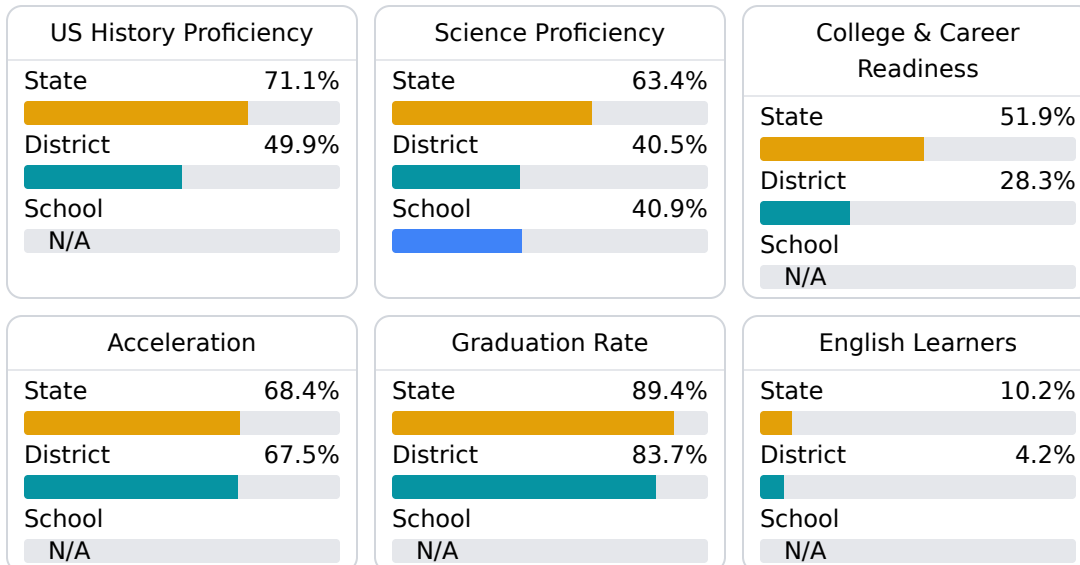 US History Proficiency
State 71.1%
District 49.9%
School
N/A
Science Proficiency
State 63.4%
District 40.5%
School 40.9%
College & Career
Readiness
State 51.9%
District 28.3%
School
N/A
Acceleration
State 68.4%
District 67.5%
School
N/A
Graduation Rate
State 89.4%
District 83.7%
School
N/A
English Learners
State 10.2%
District 4.2%
School
N/A